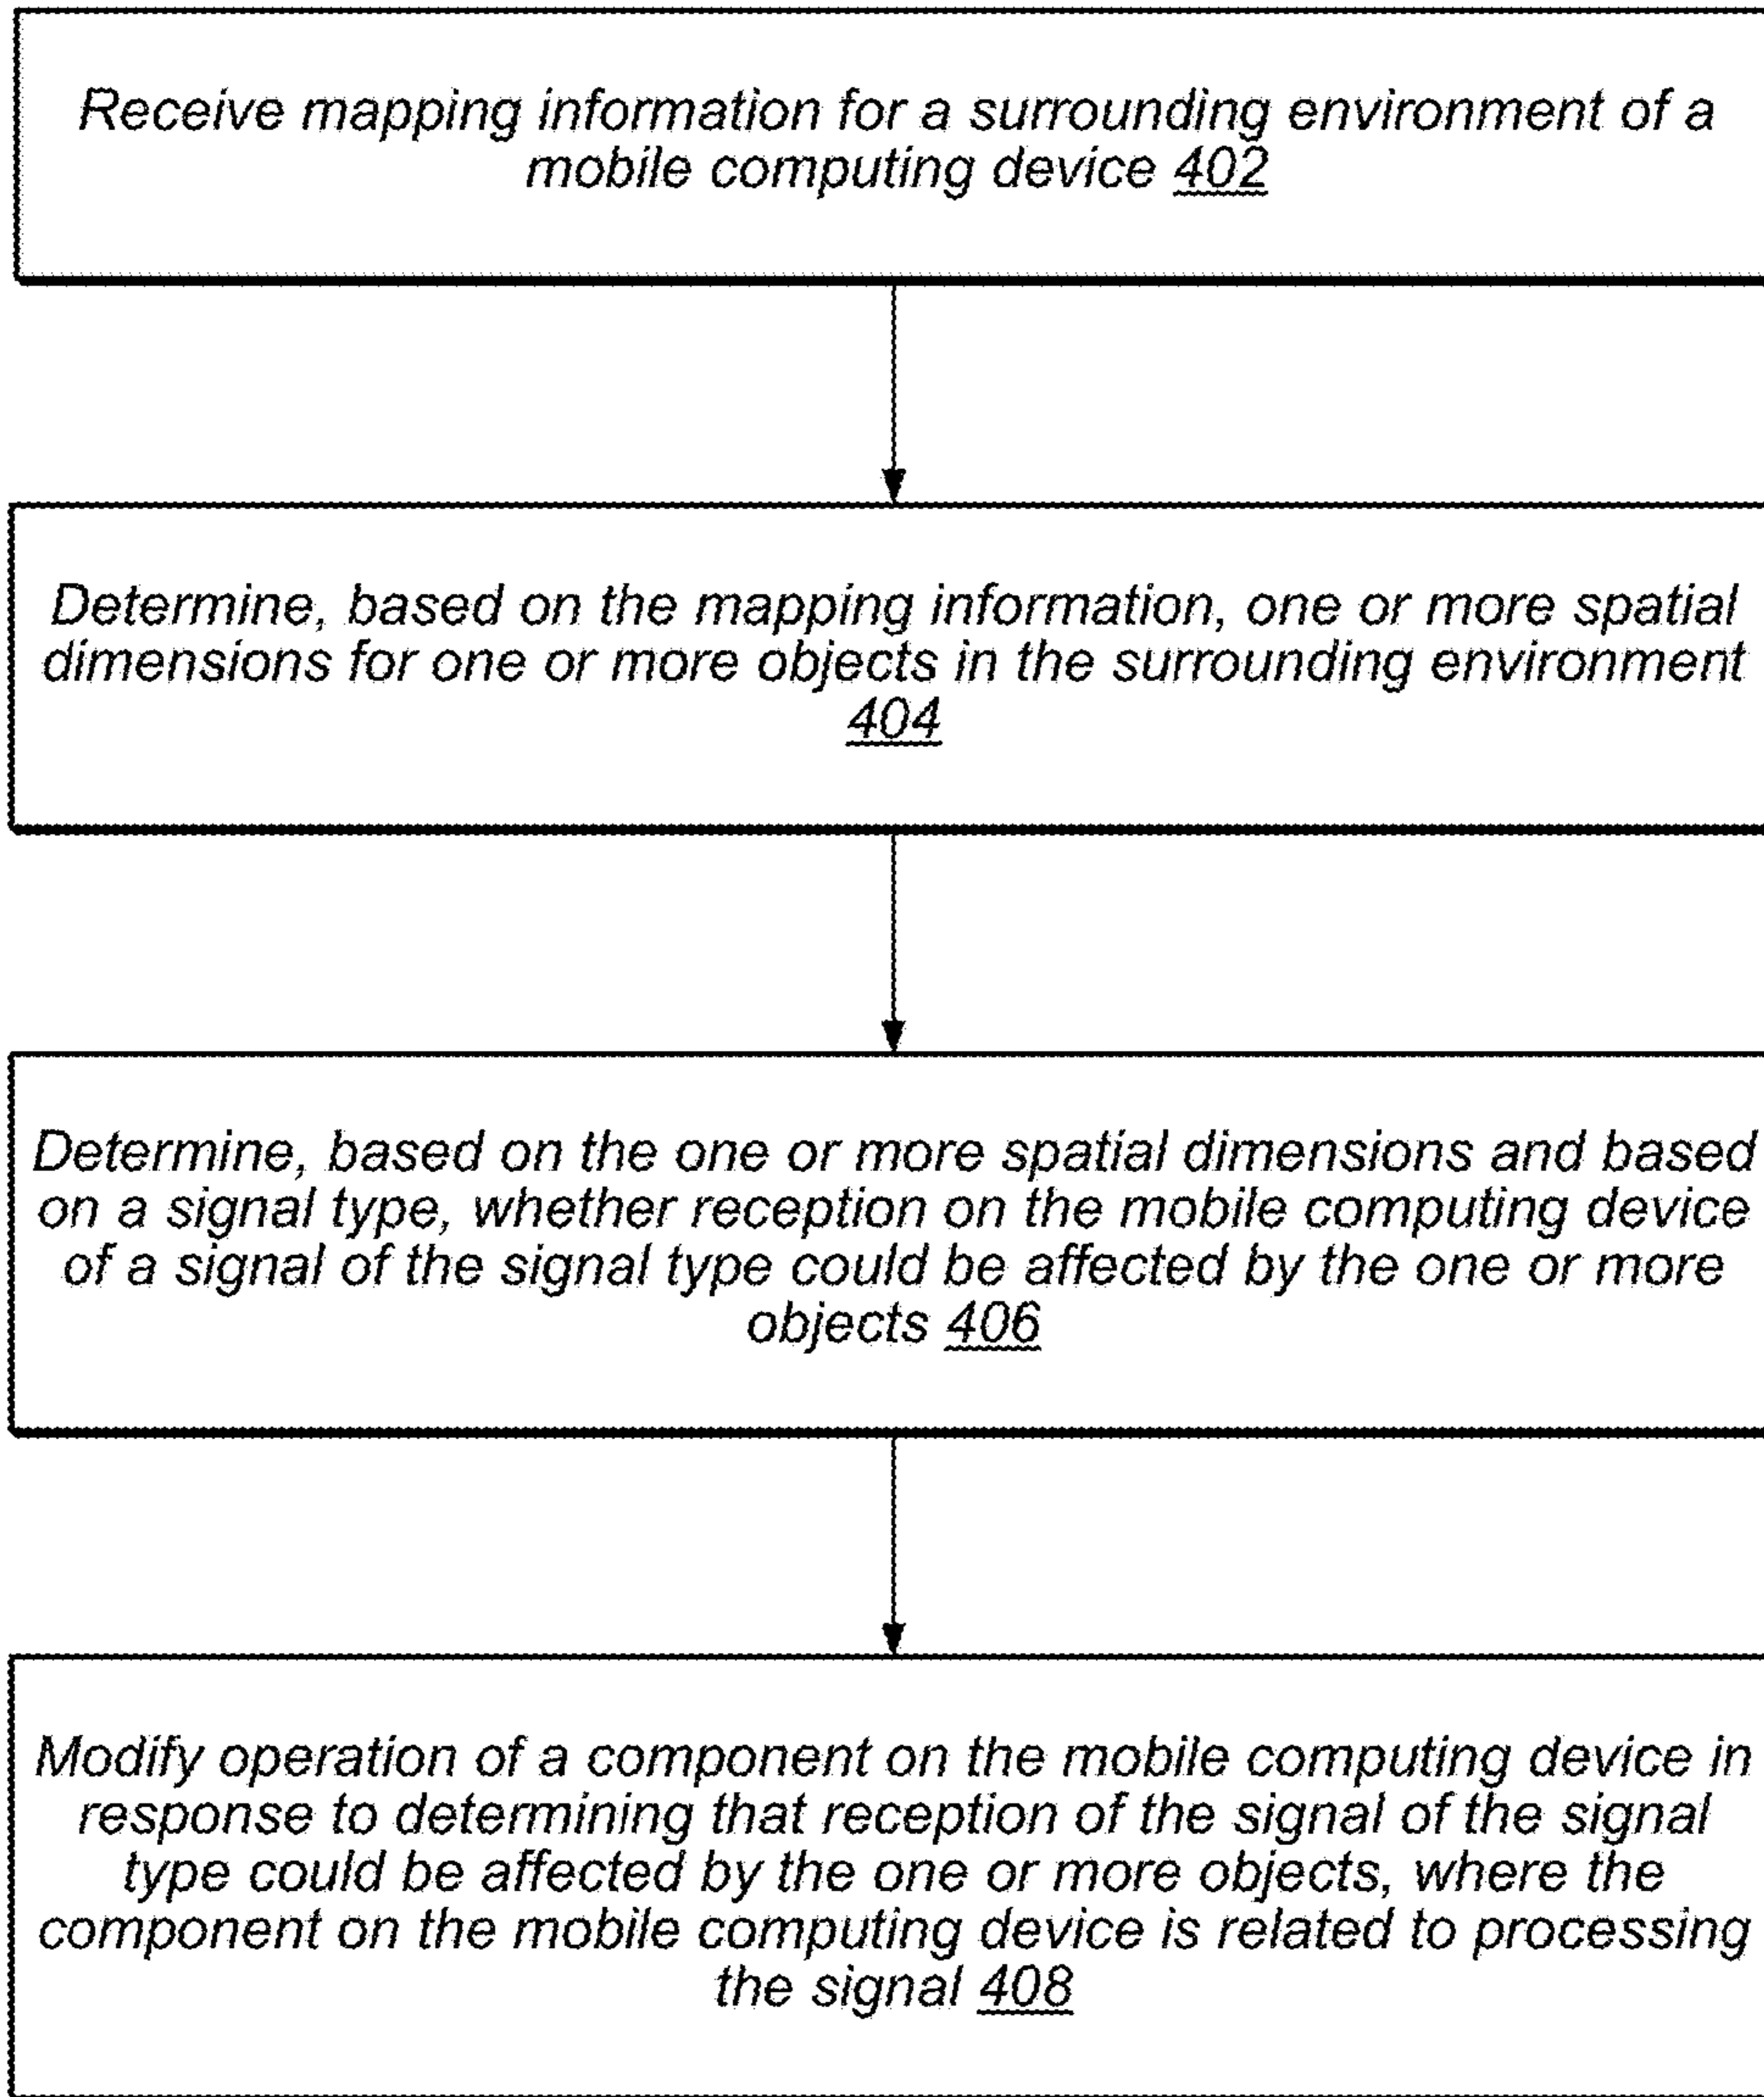 Receive mapping information for a surrounding environment of a
mobile computing device 402
Determine, based on the mapping information, one or more spatial
dimensions for one or more objects in the surrounding environment
404
Determine, based on the one or more spatial dimensions and based
on a signal type, whether reception on the mobile computing device
of a signal of the signal type could be affected by the one or more
objects 406
Modify operation of a component on the mobile computing device in
response to determining that reception of the signal of the signal
type could be affected by the one or more objects, where the
component on the mobile computing device is related to processing
the signal 408